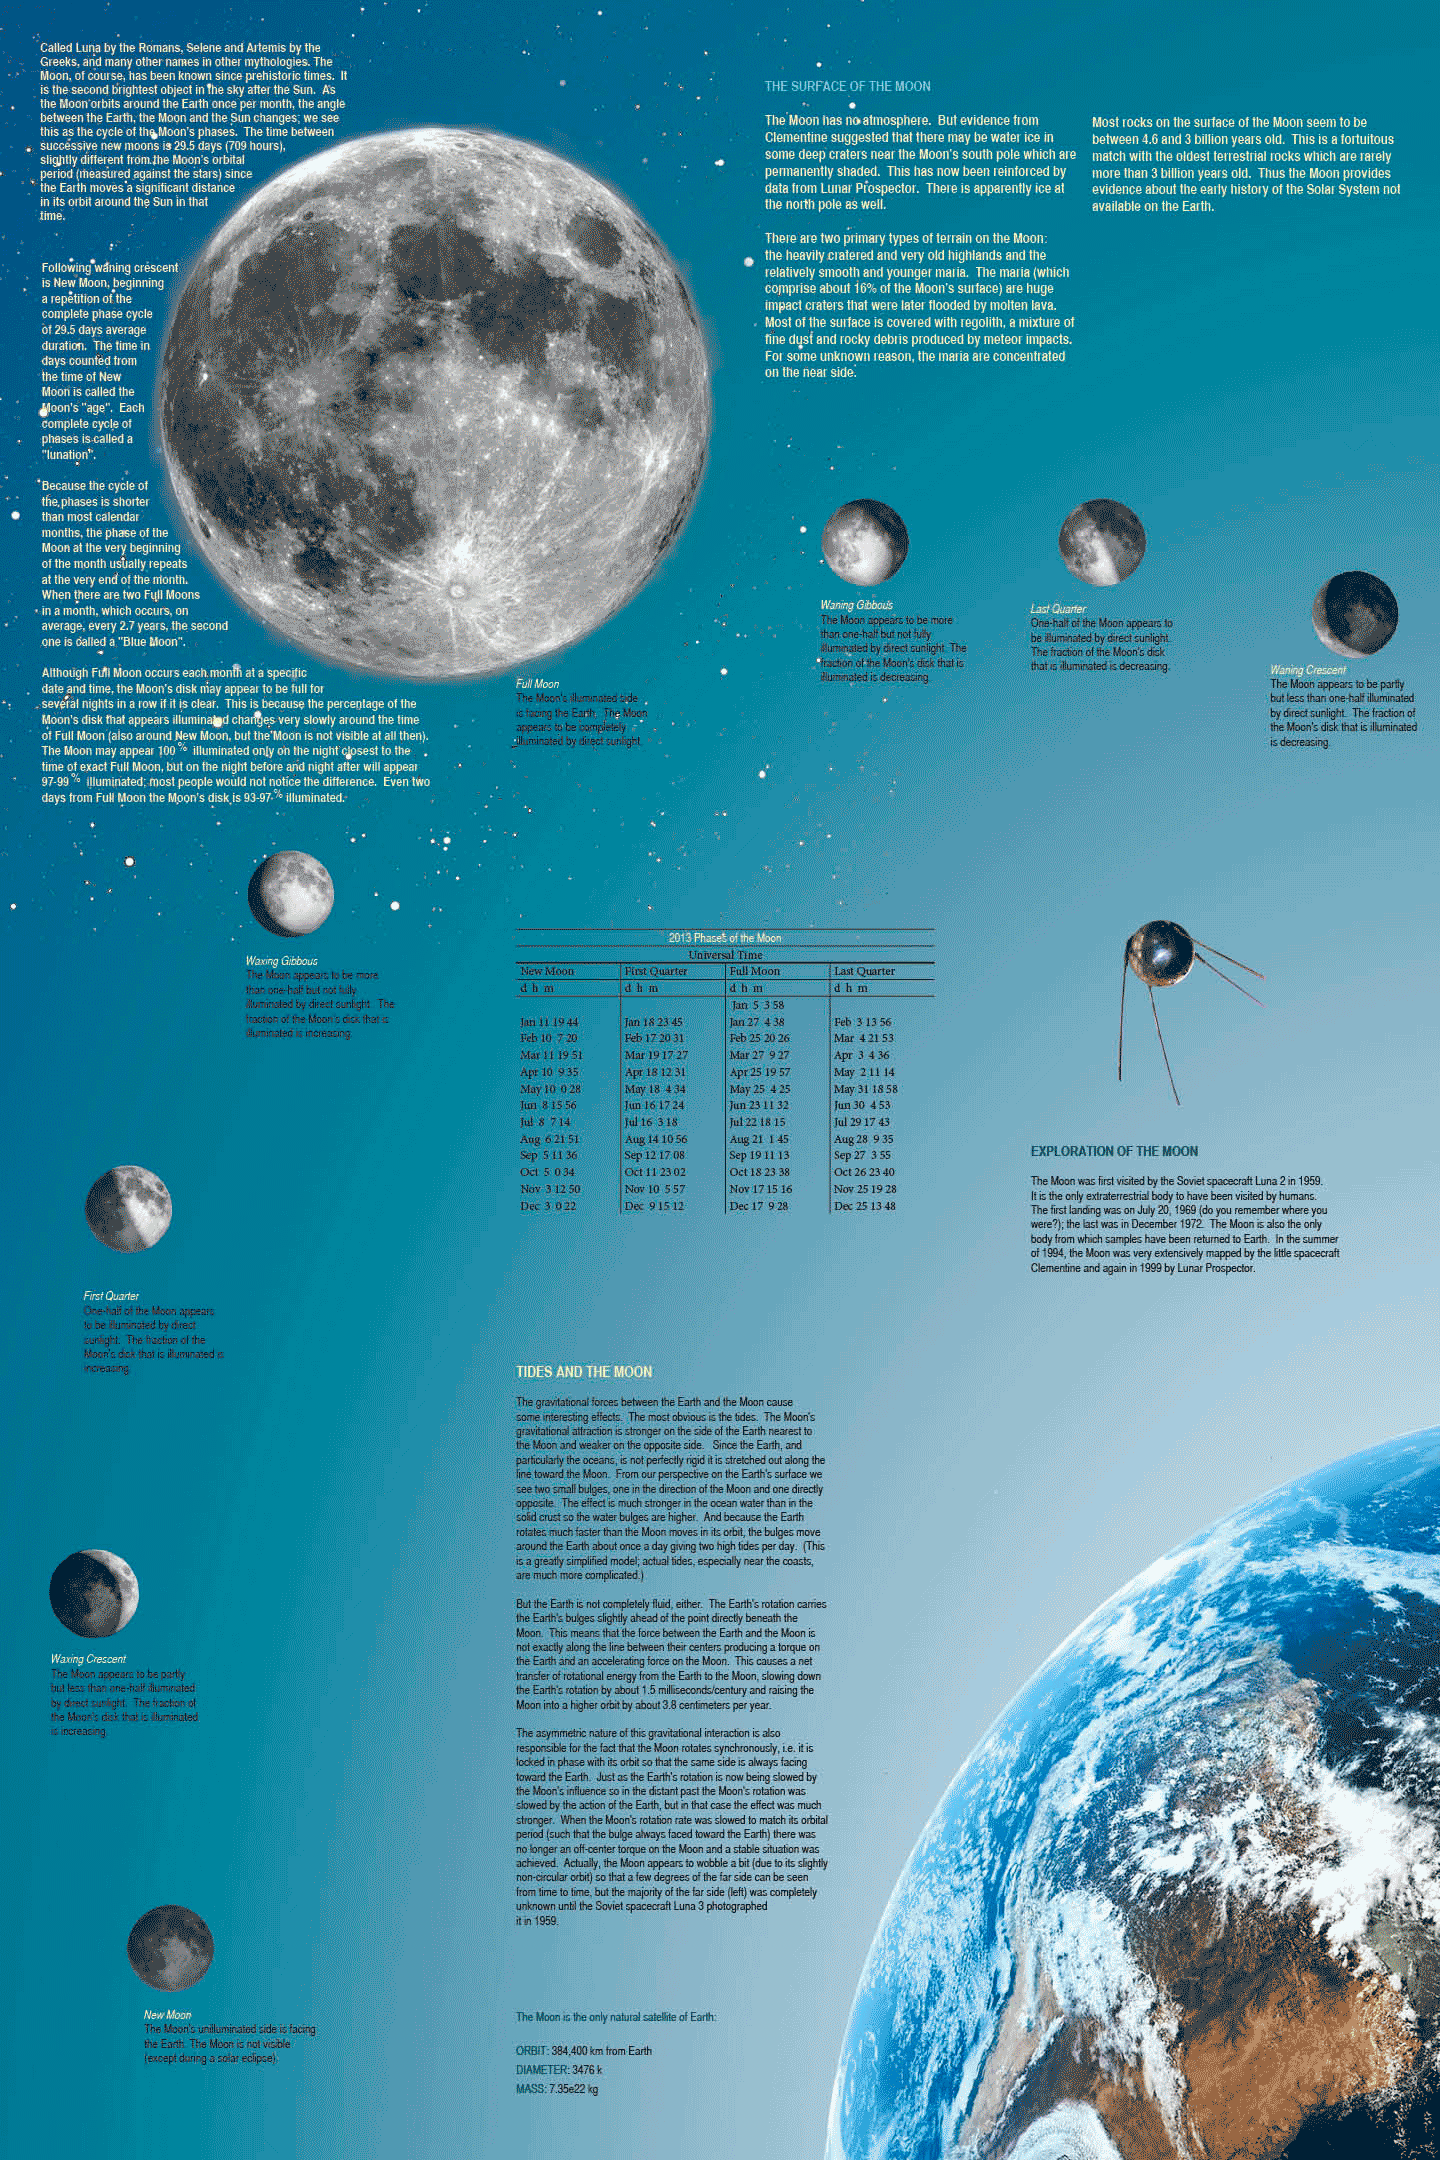 Called Luna by the Romans, Selene and Artemis by the
Greeks, and many other names in other mythologies. The
Moon, of course, has been known since prehistoric times.  It
is the second brightest object in the sky after the Sun.  As
the Moon orbits around the Earth once per month, the angle
between the Earth, the Moon and the Sun changes; we see
this as the cycle of the Moon's phases.  The time between
successive new moons is 29.5 days (709 hours),
slightly different from the Moon's orbital
period (measured against the stars) since
the Earth moves a significant distance
in its orbit around the Sun in that
time.
Following waning crescent
is New Moon, beginning
a repetition of the
complete phase cycle
of 29.5 days average
duration.  The time in
days counted from
the time of New
Moon is called the
Moon's "age".  Each
complete cycle of
phases is called a
"lunation".
Because the cycle of
the phases is shorter
than most calendar
months, the phase of the
Moon at the very beginning
of the month usually repeats
at the very end of the month.
When there are two Full Moons
in a month, which occurs, on
average, every 2.7 years, the second
one is called a "Blue Moon".
Although Full Moon occurs each month at a specific
date and time, the Moon's disk may appear to be full for
several nights in a row if it is clear.  This is because the percentage of the
Moon's disk that appears illuminated changes very slowly around the time
of Full Moon (also around New Moon, but the Moon is not visible at all then).
The Moon may appear 100 % illuminated only on the night closest to the
time of exact Full Moon, but on the night before and night after will appear
97-99 % illuminated; most people would not notice the difference.  Even two
days from Full Moon the Moon's disk is 93-97 % illuminated.
THE SURFACE OF THE MOON
The Moon has no atmosphere.  But evidence from
Clementine suggested that there may be water ice in
some deep craters near the Moon's south pole which are
permanently shaded.  This has now been reinforced by
data from Lunar Prospector.  There is apparently ice at
the north pole as well.
There are two primary types of terrain on the Moon:
the heavily cratered and very old highlands and the
relatively smooth and younger maria.  The maria (which
comprise about 16% of the Moon's surface) are huge
impact craters that were later flooded by molten lava.
Most of the surface is covered with regolith, a mixture of
fine dust and rocky debris produced by meteor impacts.
For some unknown reason, the maria are concentrated
on the near side.
Most rocks on the surface of the Moon seem to be
between 4.6 and 3 billion years old.  This is a fortuitous
match with the oldest terrestrial rocks which are rarely
more than 3 billion years old.  Thus the Moon provides
evidence about the early history of the Solar System not
available on the Earth.
Full Moon
The Moon's illuminated side
is facing the Earth.  The Moon
appears to be completely
illuminated by direct sunlight.
Waning Gibbous
The Moon appears to be more
than one-half but not fully
illuminated by direct sunlight. The
fraction of the Moon's disk that is
illuminated is decreasing.
Last Quarter
One-half of the Moon appears to
be illuminated by direct sunlight.
The fraction of the Moon's disk
that is illuminated is decreasing.
Waning Crescent
The Moon appears to be partly
but less than one-half illuminated
by direct sunlight.  The fraction of
the Moon's disk that is illuminated
is decreasing.
Waxing Gibbous
The Moon appears to be more
than one-half but not fully
illuminated by direct sunlight.  The
fraction of the Moon's disk that is
illuminated is increasing.
2013 Phases of the Moon
Universal Time
New Moon First Quarter Full Moon Last Quarter
d h m d h m d h m d h m
Jan 5 3 58
Jan 11 19 44 Jan 18 23 45 Jan 27 4 38 Feb 3 13 56
Feb 10 7 20 Feb 17 20 31 Feb 25 20 26 Mar 4 21 53
Mar 11 19 51 Mar 19 17 27 Mar 27 9 27 Apr 3 4 36
Apr 10 9 35 Apr 18 12 31 Apr 25 19 57 May 2 11 14
May 10 0 28 May 18 4 34 May 25 4 25 May 31 18 58
Jun 8 15 56 Jun 16 17 24 Jun 23 11 32 Jun 30 4 53
Jul 8 7 14 Jul 16 3 18 Jul 22 18 15 Jul 29 17 43
Aug 6 21 51 Aug 14 10 56 Aug 21 1 45 Aug 28 9 35
Sep 5 11 36 Sep 12 17 08 Sep 19 11 13 Sep 27 3 55
Oct 5 0 34 Oct 11 23 02 Oct 18 23 38 Oct 26 23 40
Nov 3 12 50 Nov 10 5 57 Nov 17 15 16 Nov 25 19 28
Dec 3 0 22 Dec 9 15 12 Dec 17 9 28 Dec 25 13 48
EXPLORATION OF THE MOON
The Moon was first visited by the Soviet spacecraft Luna 2 in 1959.
It is the only extraterrestrial body to have been visited by humans.
The first landing was on July 20, 1969 (do you remember where you
were?); the last was in December 1972.  The Moon is also the only
body from which samples have been returned to Earth.  In the summer
of 1994, the Moon was very extensively mapped by the little spacecraft
Clementine and again in 1999 by Lunar Prospector.
First Quarter
One-half of the Moon appears
to be illuminated by direct
sunlight.  The fraction of the
Moon's disk that is illuminated is
increasing.
TIDES AND THE MOON
The gravitational forces between the Earth and the Moon cause
some interesting effects.  The most obvious is the tides.  The Moon's
gravitational attraction is stronger on the side of the Earth nearest to
the Moon and weaker on the opposite side.   Since the Earth, and
particularly the oceans, is not perfectly rigid it is stretched out along the
line toward the Moon.  From our perspective on the Earth's surface we
see two small bulges, one in the direction of the Moon and one directly
opposite.  The effect is much stronger in the ocean water than in the
solid crust so the water bulges are higher.  And because the Earth
rotates much faster than the Moon moves in its orbit, the bulges move
around the Earth about once a day giving two high tides per day.  (This
is a greatly simplified model; actual tides, especially near the coasts,
are much more complicated.)
But the Earth is not completely fluid, either.  The Earth's rotation carries
the Earth's bulges slightly ahead of the point directly beneath the
Moon.  This means that the force between the Earth and the Moon is
not exactly along the line between their centers producing a torque on
the Earth and an accelerating force on the Moon.  This causes a net
transfer of rotational energy from the Earth to the Moon, slowing down
the Earth's rotation by about 1.5 milliseconds/century and raising the
Moon into a higher orbit by about 3.8 centimeters per year.
The asymmetric nature of this gravitational interaction is also
responsible for the fact that the Moon rotates synchronously, i.e. it is
locked in phase with its orbit so that the same side is always facing
toward the Earth.  Just as the Earth's rotation is now being slowed by
the Moon's influence so in the distant past the Moon's rotation was
slowed by the action of the Earth, but in that case the effect was much
stronger.  When the Moon's rotation rate was slowed to match its orbital
period (such that the bulge always faced toward the Earth) there was
no longer an off-center torque on the Moon and a stable situation was
achieved.  Actually, the Moon appears to wobble a bit (due to its slightly
non-circular orbit) so that a few degrees of the far side can be seen
from time to time, but the majority of the far side (left) was completely
unknown until the Soviet spacecraft Luna 3 photographed
it in 1959.
Waxing Crescent
The Moon appears to be partly
but less than one-half illuminated
by direct sunlight.  The fraction of
the Moon's disk that is illuminated
is increasing.
New Moon
The Moon's unilluminated side is facing
the Earth. The Moon is not visible
(except during a solar eclipse).
The Moon is the only natural satellite of Earth:
ORBIT: 384,400 km from Earth
DIAMETER: 3476 k
MASS: 7.35e22 kg